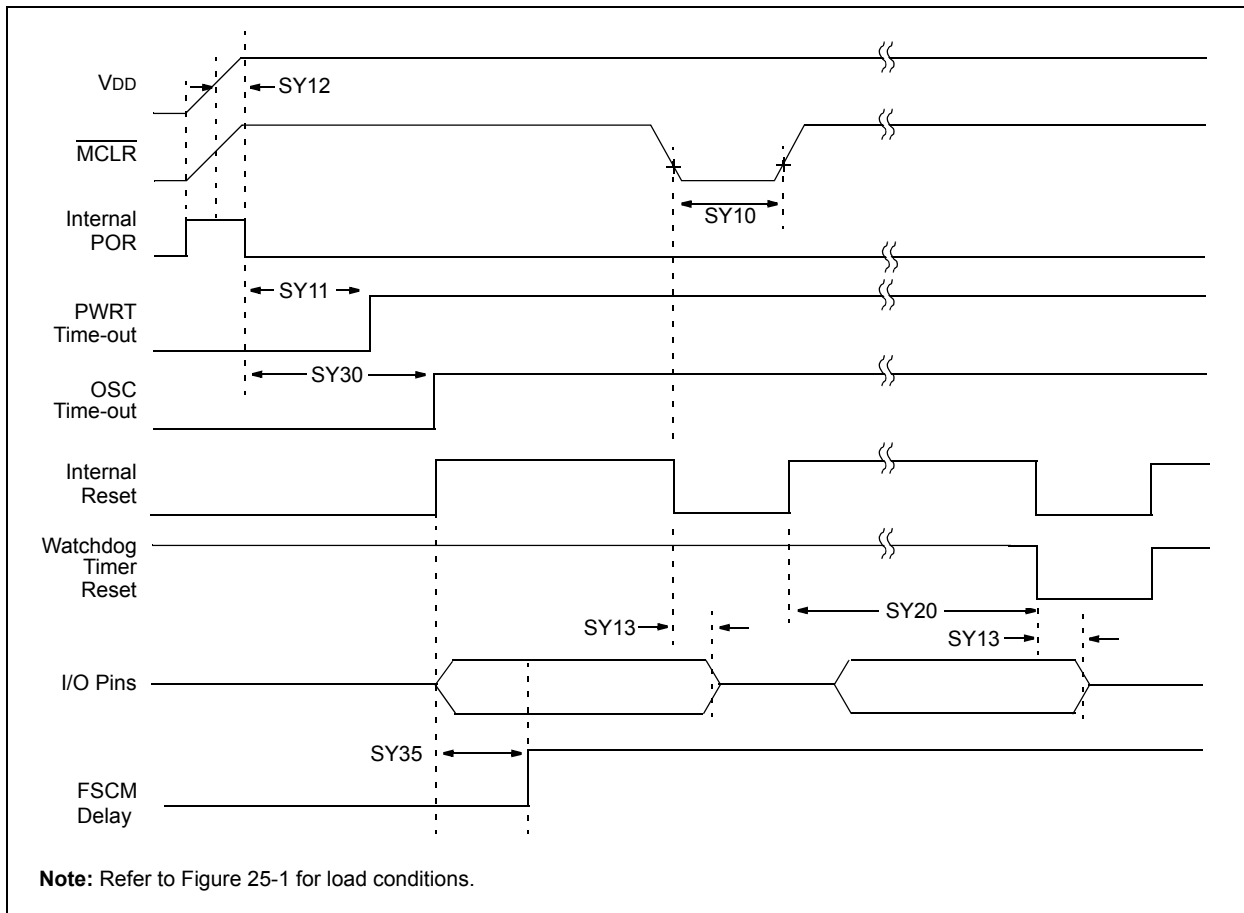 VDD
SY12
MCLR
SY10
Internal
POR
SY11
PWRT
Time-out
SY30
OSC
Time-out
Internal
Reset
Watchdog
Timer
Reset
SY20
SY13
SY13
I/O Pins
SY35
FSCM
Delay
Note: Refer to Figure 25-1 for load conditions.